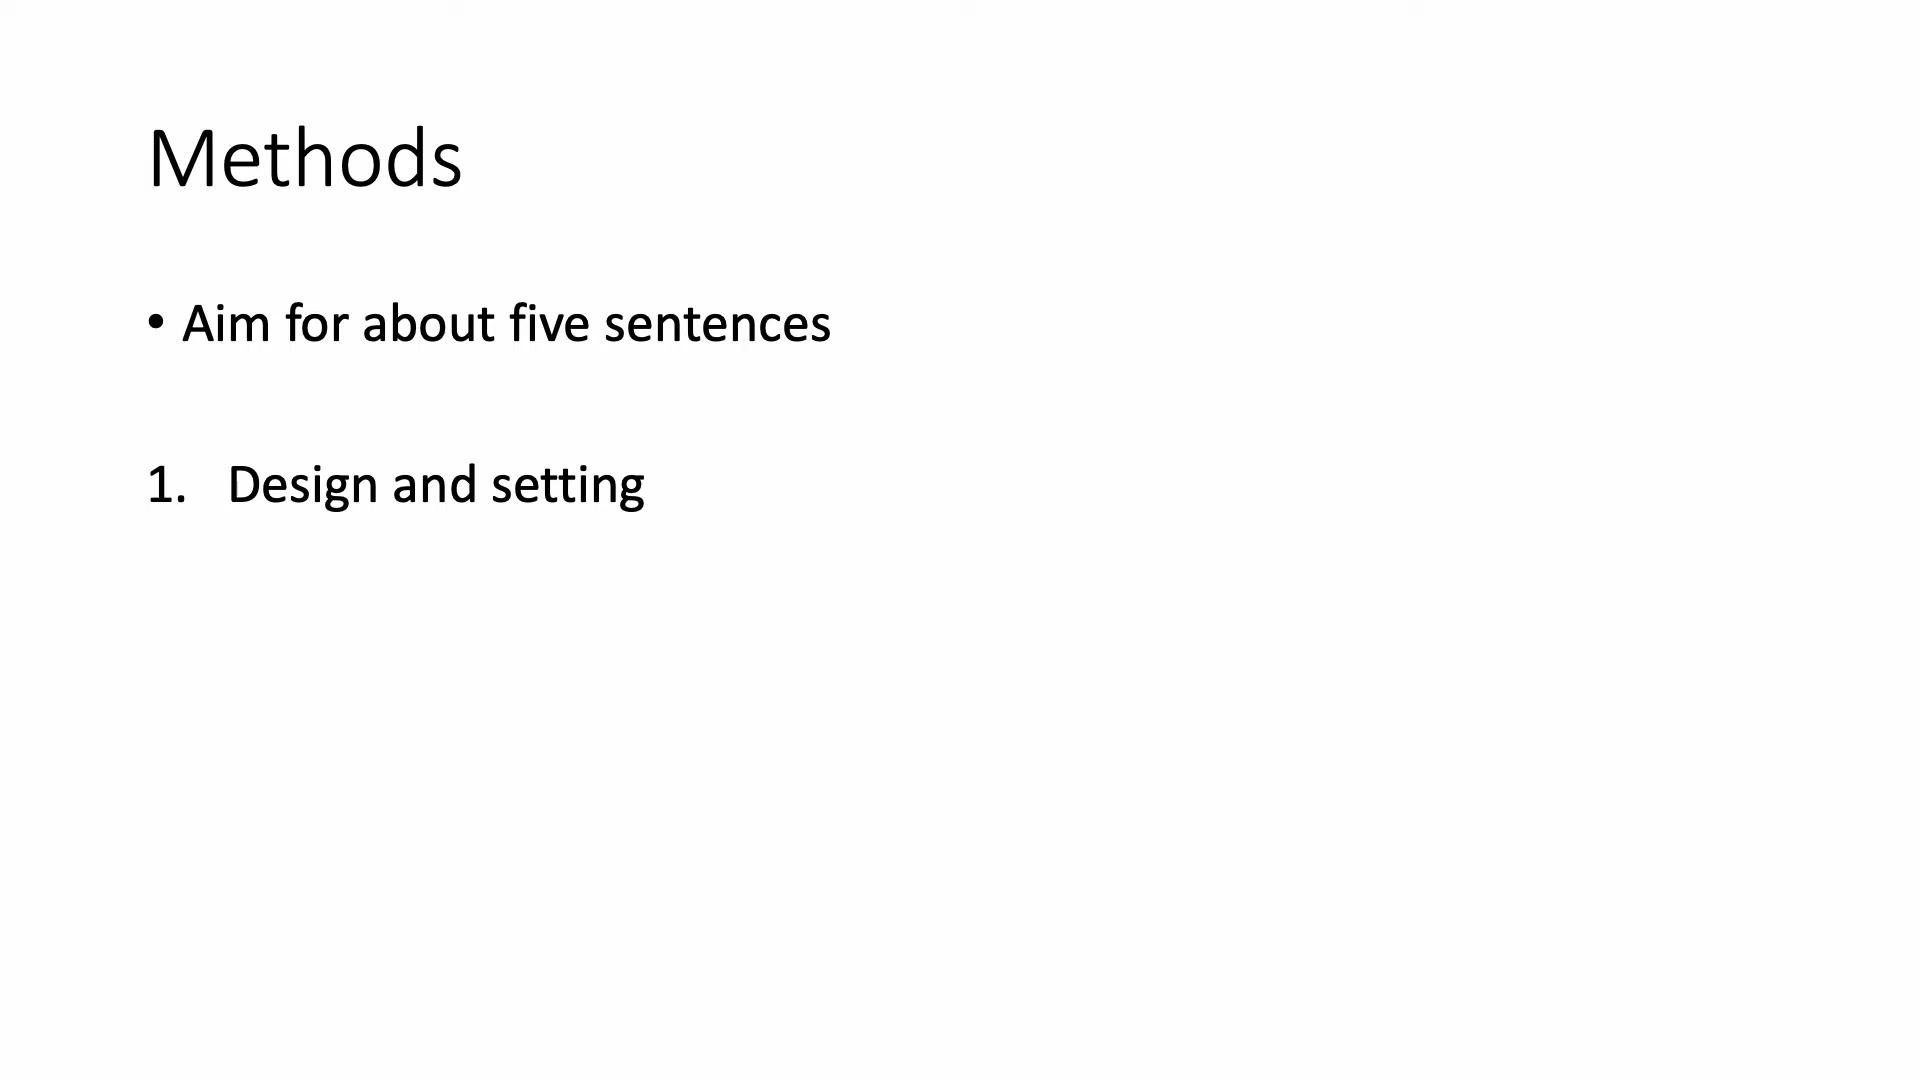 Methods
• Aim for about five sentences
1. Design and setting